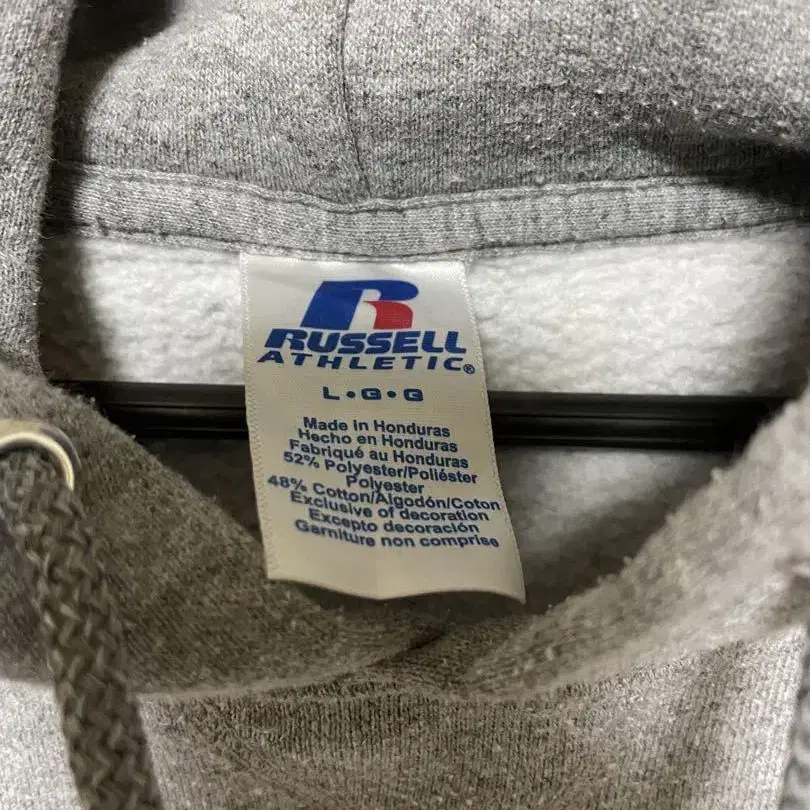 R
RUSSELL
ATHLETIC®
L•G•G
Made in Honduras
Hecho en Honduras
Fabriqué au Honduras
52% Polyester/Poliéster
Polyester
48% Cotton/Algodón/Coton
Exclusive of decoration
Excepto decoración
Garniture non comprise